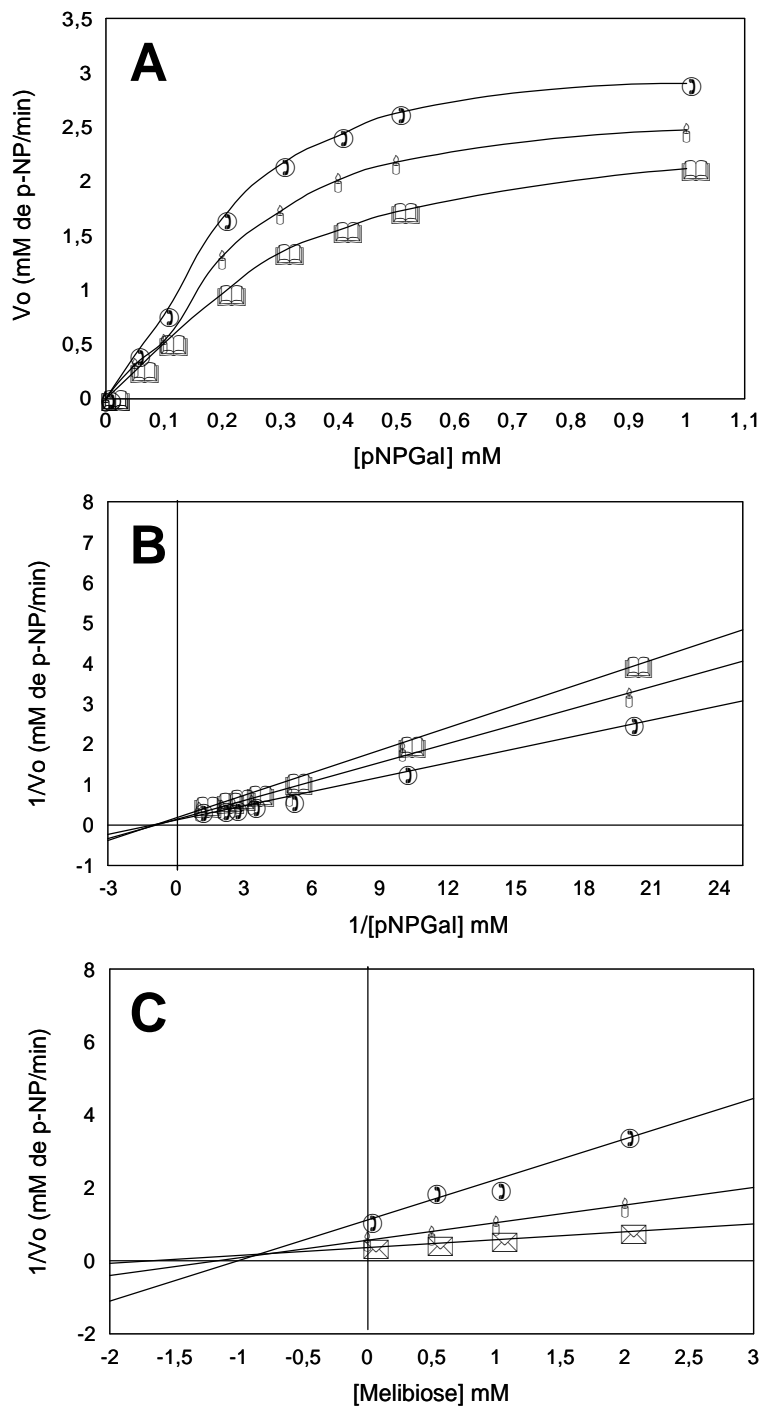 A
3,5
3
2,5
2
1,5
1
0,5
0
Vo (mM de p-NP/min)
0 0,1 0,2 0,3 0,4 0,5 0,6 0,7 0,8 0,9 1 1,1
[pNPGal] mM
B
8
7
6
5
4
3
2
1
0
-1
1/Vo (mM de p-NP/min)
-3 0 3 6 9 12 15 18 21 24
1/[pNPGal] mM
C
8
6
4
2
0
-2
1/Vo (mM de p-NP/min)
-2 -1,5 -1 -0,5 0 0,5 1 1,5 2 2,5 3
[Melibiose] mM